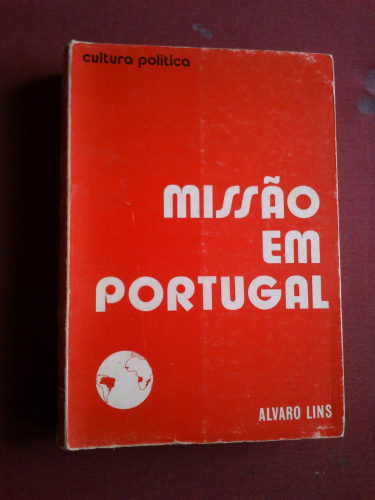 cultura política
MISSÃO
EM
PORTUGAL
ALVARO LINS